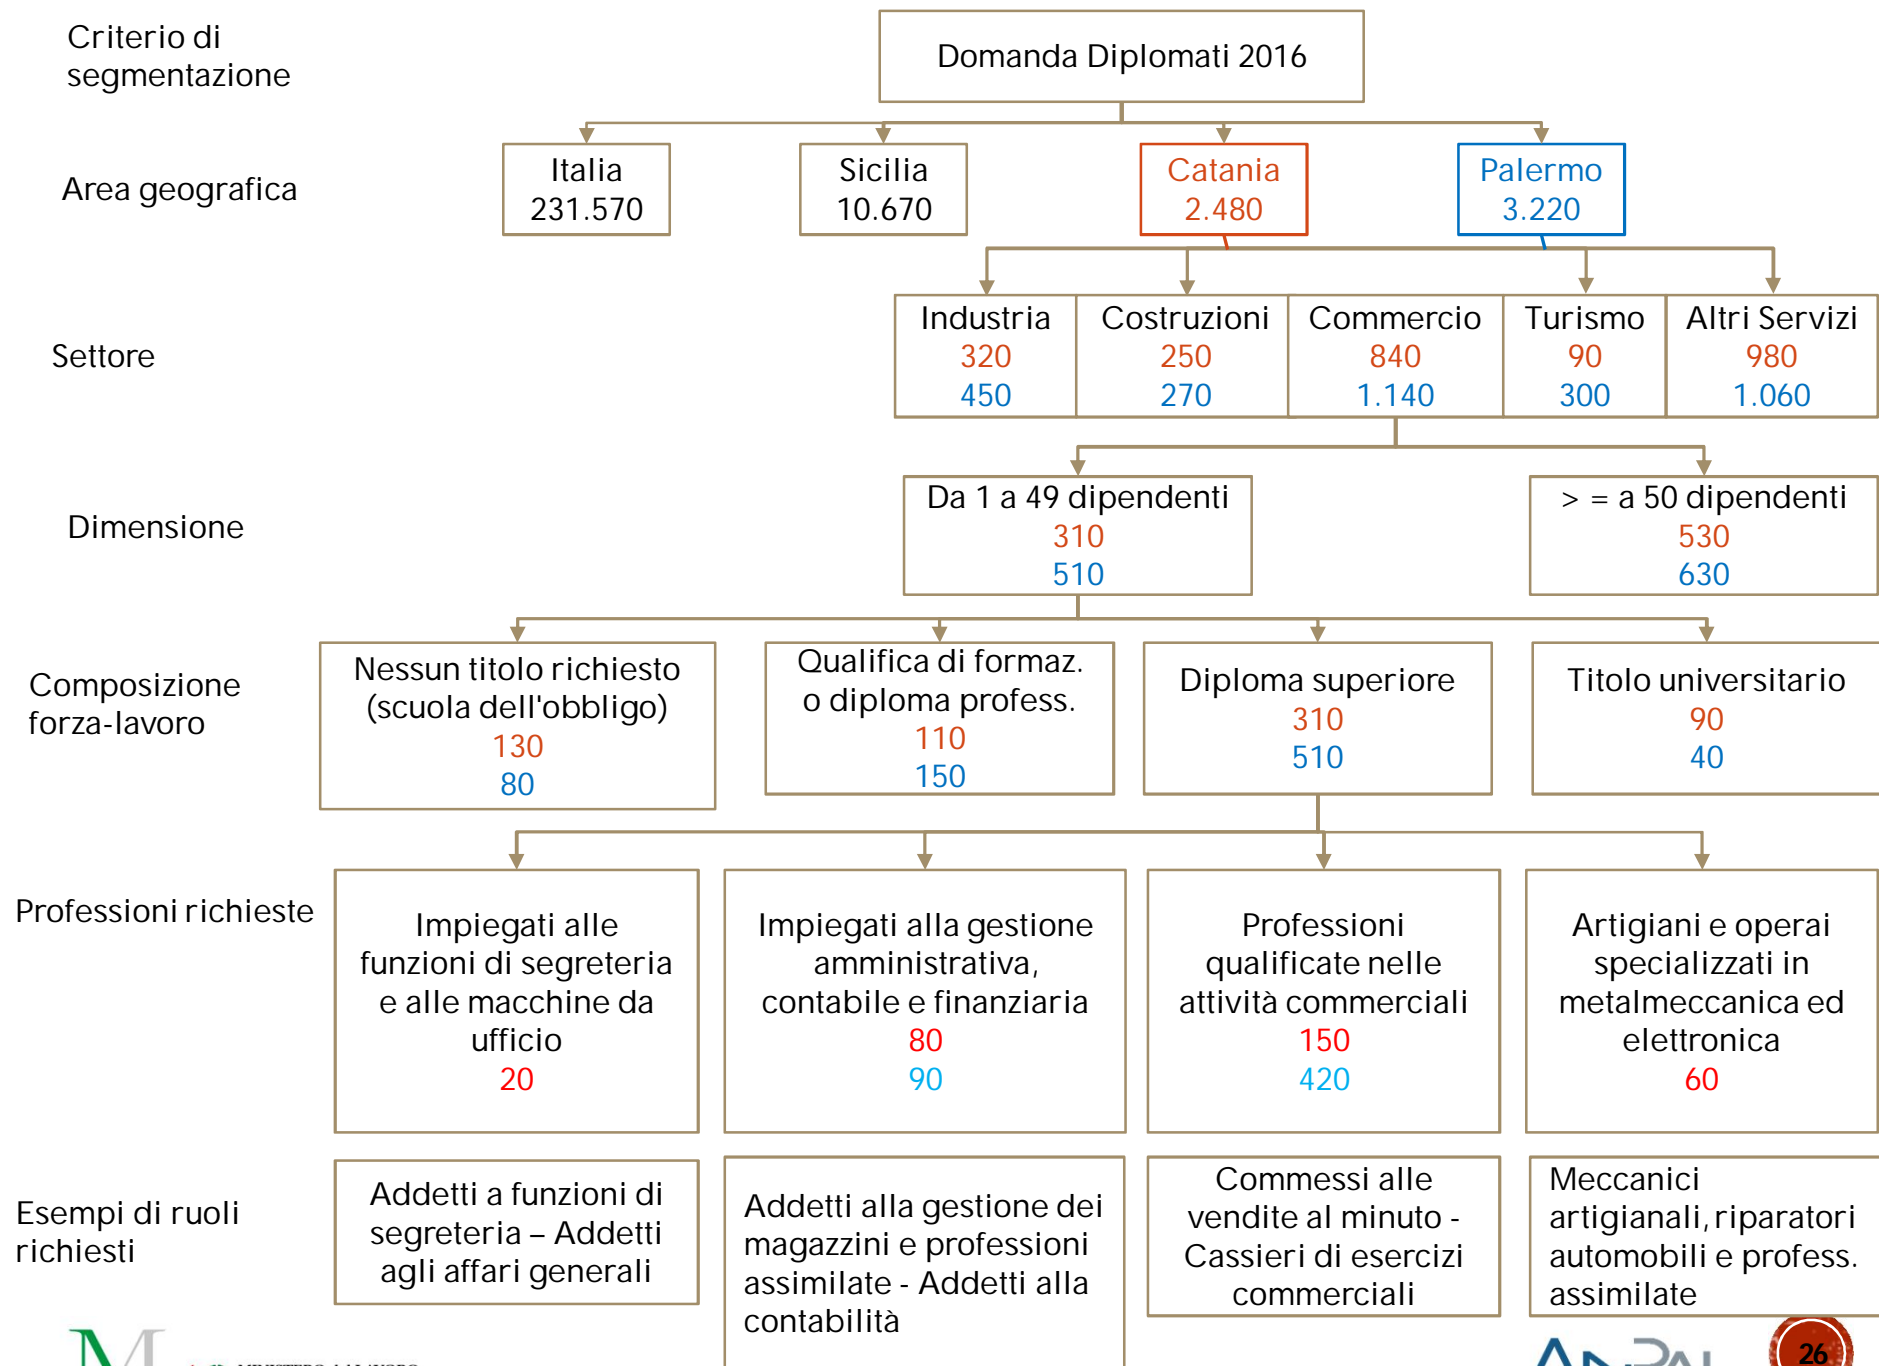 Criterio di
segmentazione
Domanda Diplomati 2016
Area geografica
Italia
231.570
Sicilia
10.670
Catania
2.480
Palermo
3.220
Settore
Industria
320
450
Costruzioni
250
270
Commercio
840
1.140
Turismo
90
300
Altri Servizi
980
1.060
Dimensione
Da 1 a 49 dipendenti
310
510
> = a 50 dipendenti
530
630
Composizione
forza-lavoro
Nessun titolo richiesto
(scuola dell'obbligo)
130
80
Qualifica di formaz.
o diploma profess.
110
150
Diploma superiore
310
510
Titolo universitario
90
40
Professioni richieste
Impiegati alle
funzioni di segreteria
e alle macchine da
ufficio
20
Impiegati alla gestione
amministrativa,
contabile e finanziaria
80
90
Professioni
qualificate nelle
attività commerciali
150
420
Artigiani e operai
specializzati in
metalmeccanica ed
elettronica
60
Esempi di ruoli
richiesti
Addetti a funzioni di
segreteria – Addetti
agli affari generali
Addetti alla gestione dei
magazzini e professioni
assimilate - Addetti alla
contabilità
Commessi alle
vendite al minuto -
Cassieri di esercizi
commerciali
Meccanici
artigianali, riparatori
automobili e profess.
assimilate
26